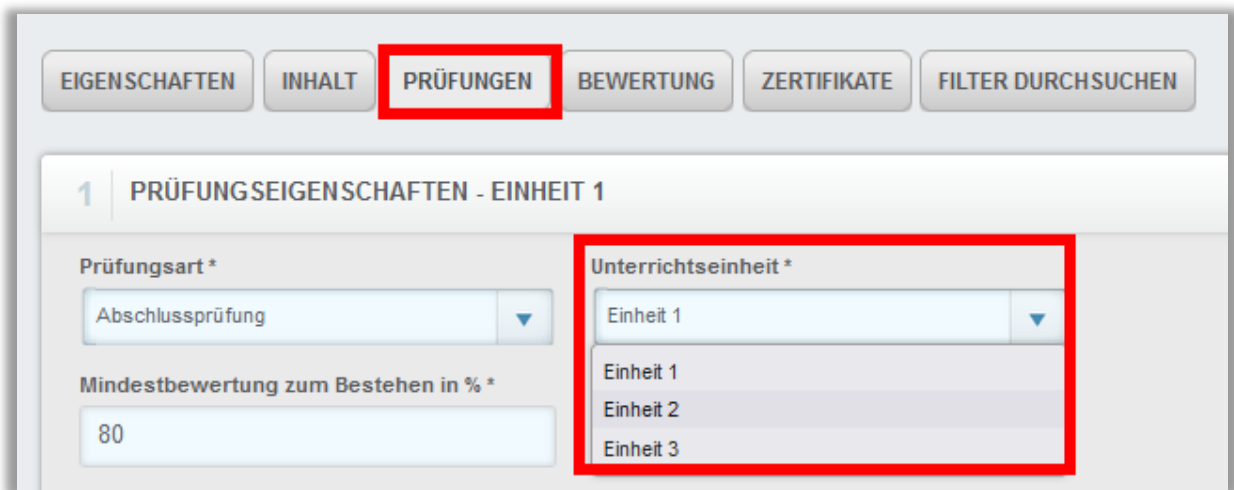 EIGENSCHAFTEN INHALT PRÜFUNGEN BEWERTUNG ZERTIFIKATE FILTER DURCHSUCHEN
1 PRÜFUNGSEIGENSCHAFTEN - EINHEIT 1
Prüfungsart * Unterrichtseinheit *
Abschlussprüfung Einheit 1
Einheit 1
Mindestbewertung zum Bestehen in % *
Einheit 2
80
Einheit 3